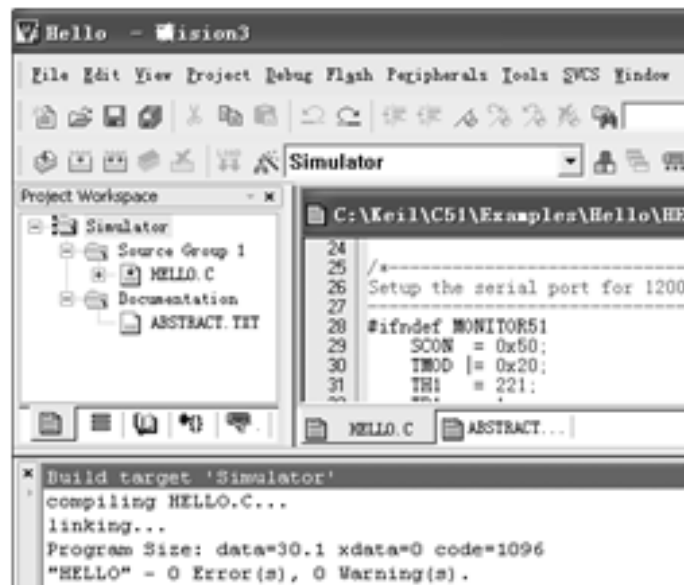 Hello - ision3
File Edit View Project Debug Flash Peripherals Tools SVCS Window
Simulator
Project Workspace
Simulator
Source Group 1
HELLO.C
Documentation
ABSTRACT.TXT
C:\Keil\C51\Examples\Hello\HE
24
25 /*------------------------------
26 Setup the serial port for 1200
27 ------------------------------
28 #ifndef MONITOR51
29 SCON = 0x50;
30 TMOD |= 0x20;
31 TH1 = 221;
HELLO.C
ABSTRACT...
Build target 'Simulator'
compiling HELLO.C...
linking...
Program Size: data=30.1 xdata=0 code=1096
"HELLO" - 0 Error(s), 0 Warning(s).